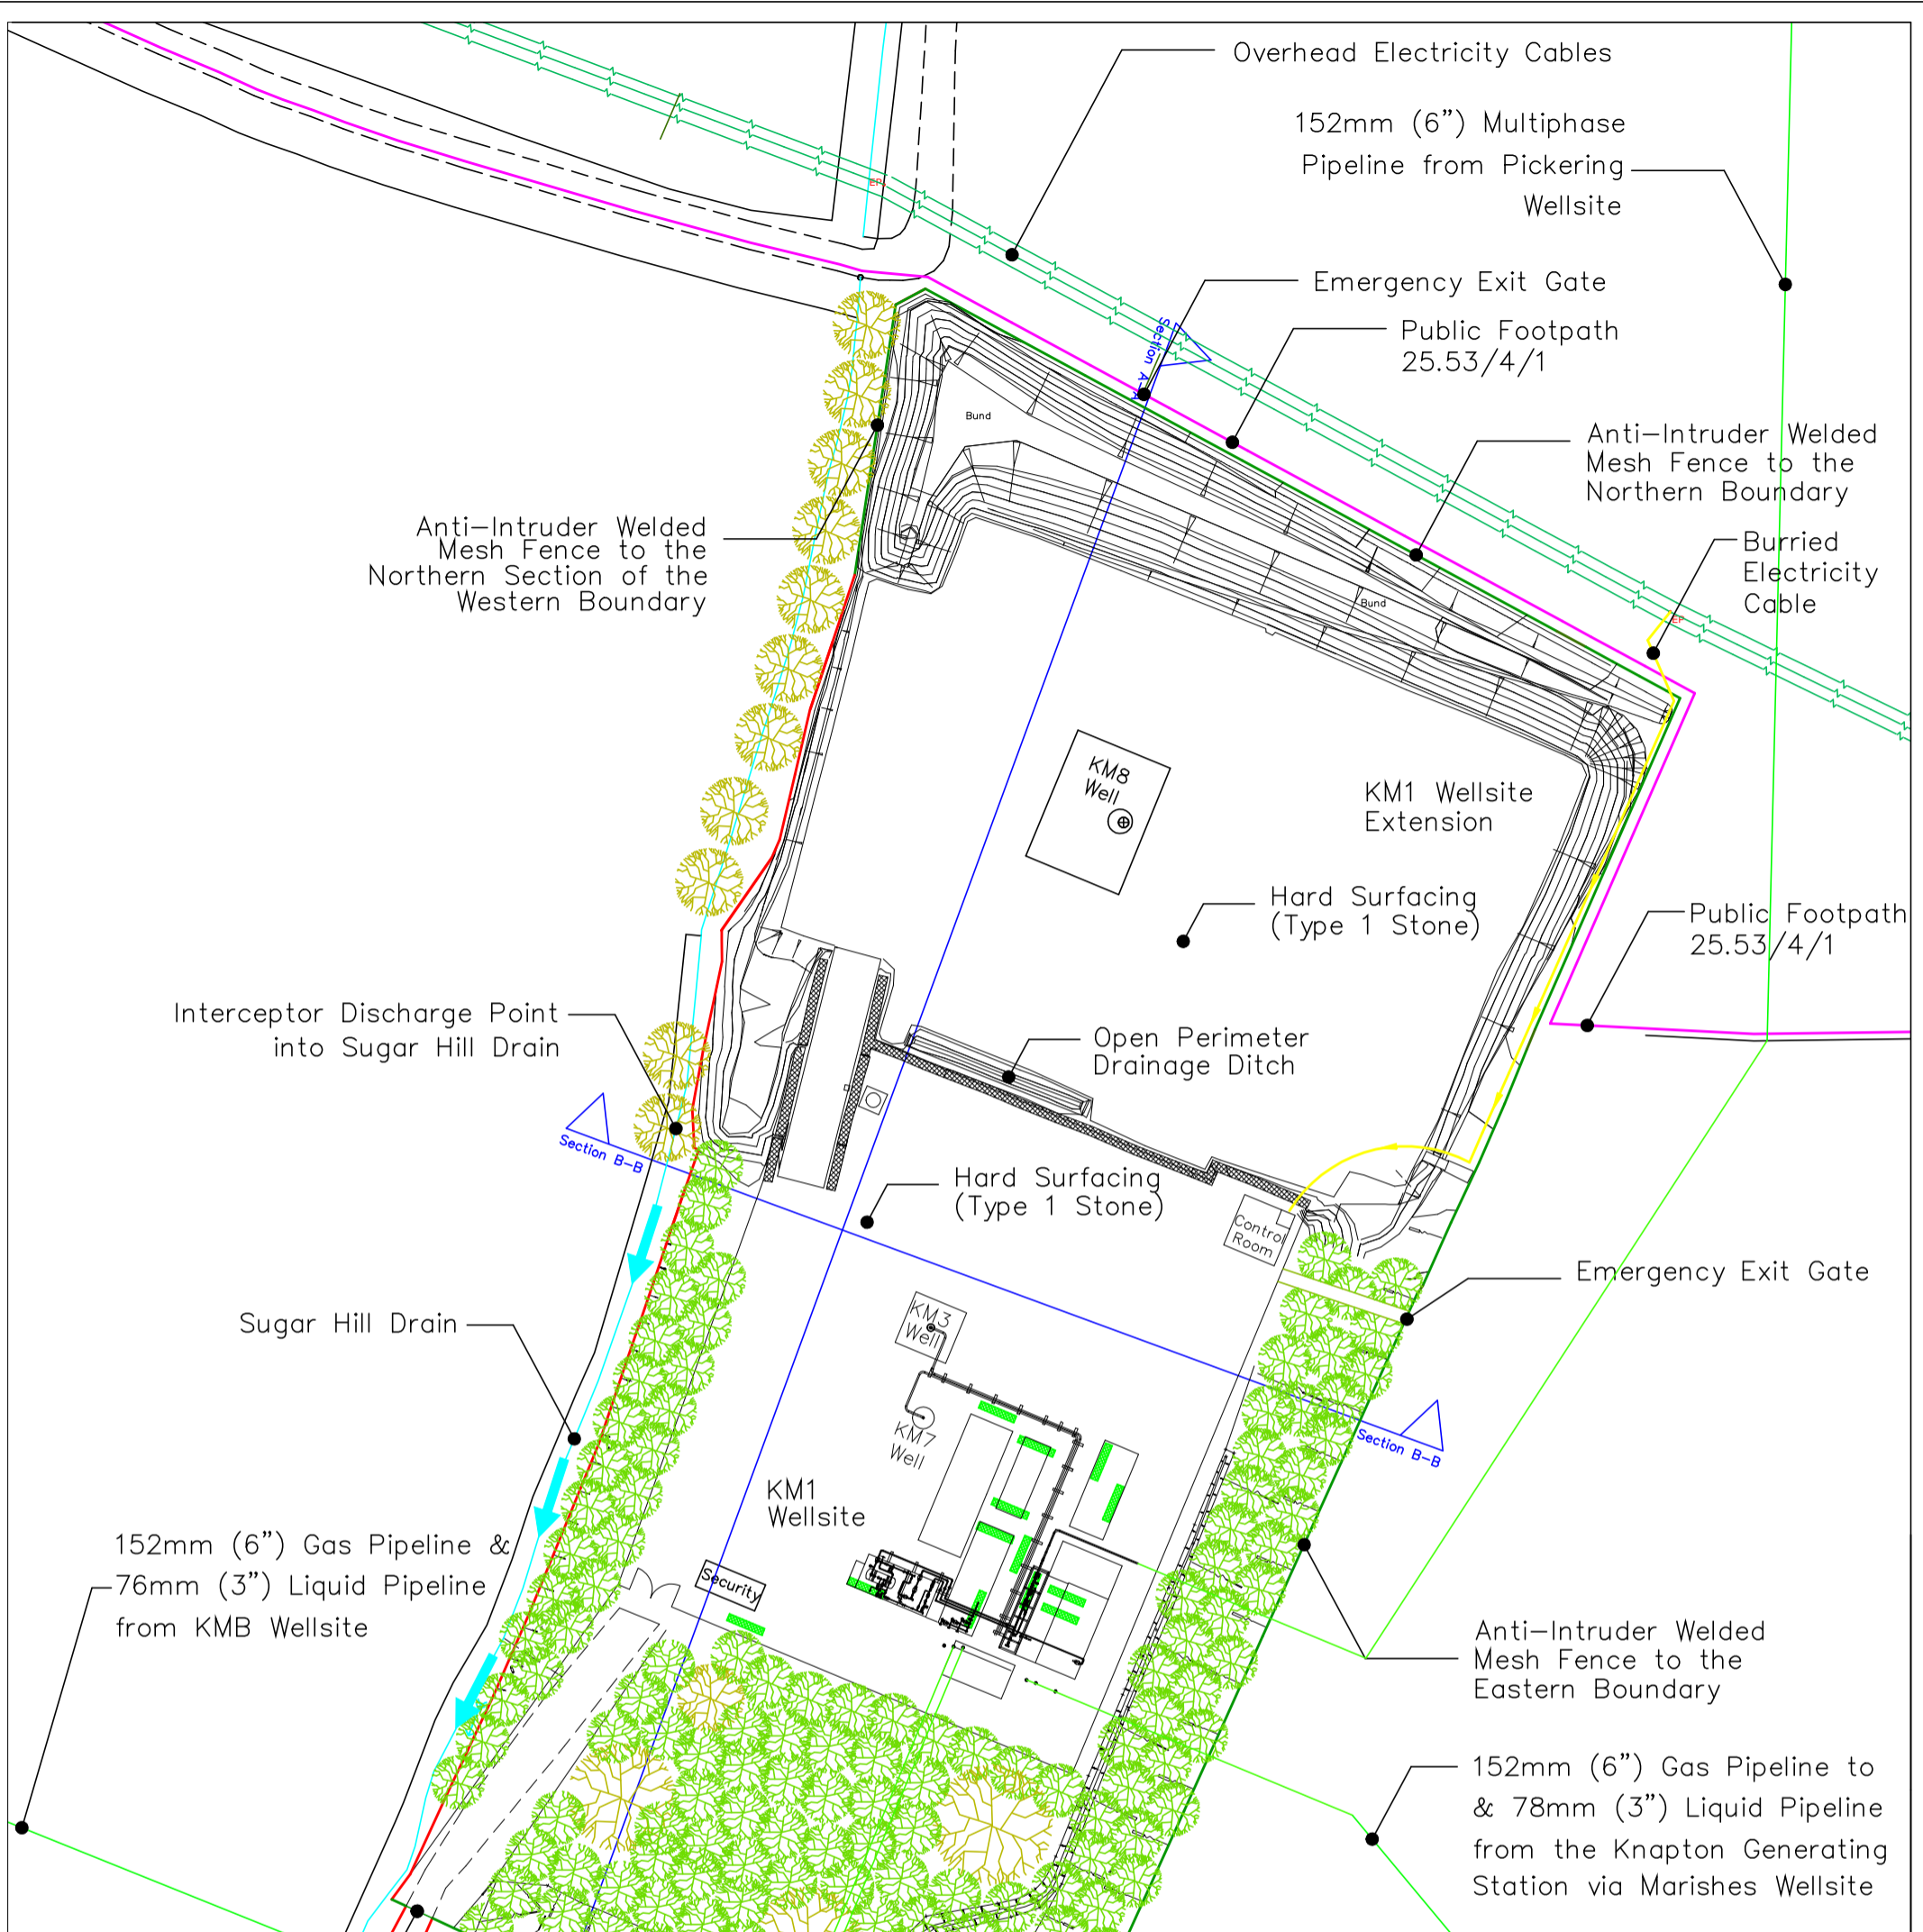 Overhead Electricity Cables
152mm (6”) Multiphase
Pipeline from Pickering
Wellsite
EP
Emergency Exit Gate
Section A-A
Public Footpath
25.53/4/1
Bund
Anti-Intruder Welded
Mesh Fence to the
Northern Boundary
Anti-Intruder Welded
Mesh Fence to the
Northern Section of the
Western Boundary
Burried
Electricity
Cable
Bund
EP
KM8
Well
KM1 Wellsite
Extension
Hard Surfacing
(Type 1 Stone)
Public Footpath
25.53/4/1
Interceptor Discharge Point
into Sugar Hill Drain
Open Perimeter
Drainage Ditch
Section B-B
Hard Surfacing
(Type 1 Stone)
Control
Room
Emergency Exit Gate
Sugar Hill Drain
KM3
Well
KM7
Well
Section B-B
KM1
Wellsite
152mm (6”) Gas Pipeline &
76mm (3”) Liquid Pipeline
from KMB Wellsite
Security
Anti-Intruder Welded
Mesh Fence to the
Eastern Boundary
152mm (6”) Gas Pipeline to
& 78mm (3”) Liquid Pipeline
from the Knapton Generating
Station via Marishes Wellsite